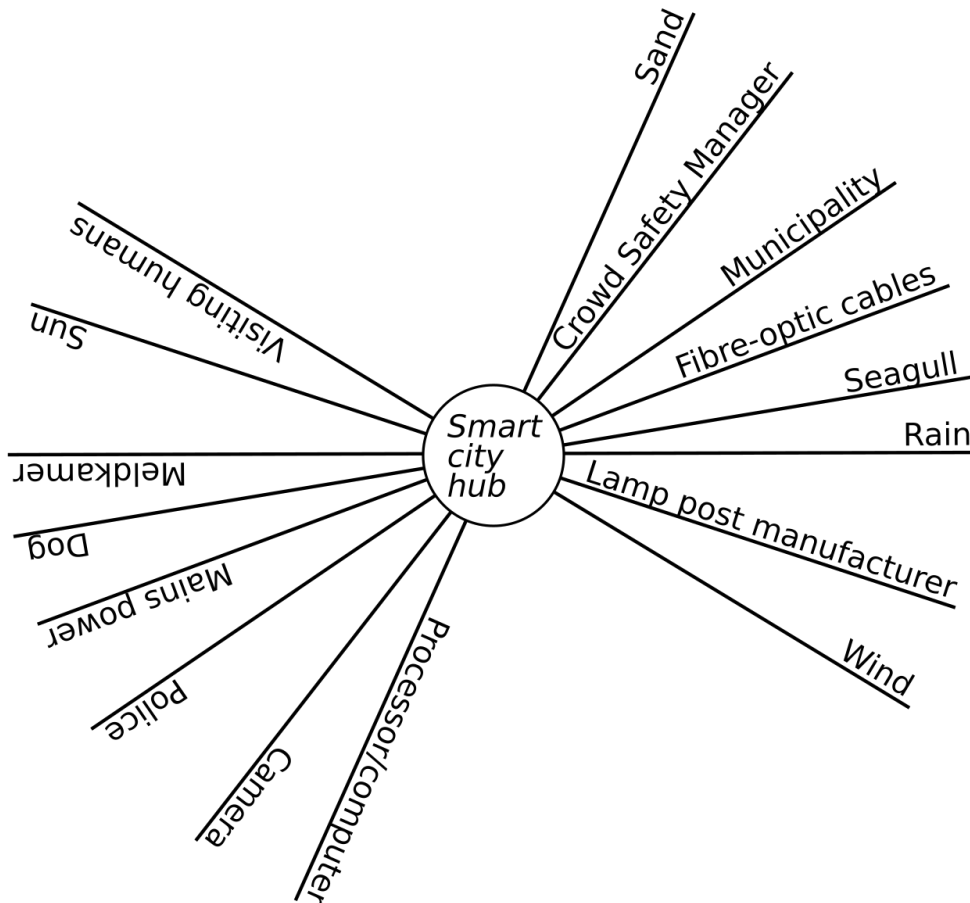 Smart
city
hub
Sand
Crowd Safety Manager
Municipality
Fibre-optic cables
Seagull
Rain
Lamp post manufacturer
Wind
Processor/computer
Camera
Police
Mains power
Dog
Meldkamer
Sun
Visiting humans